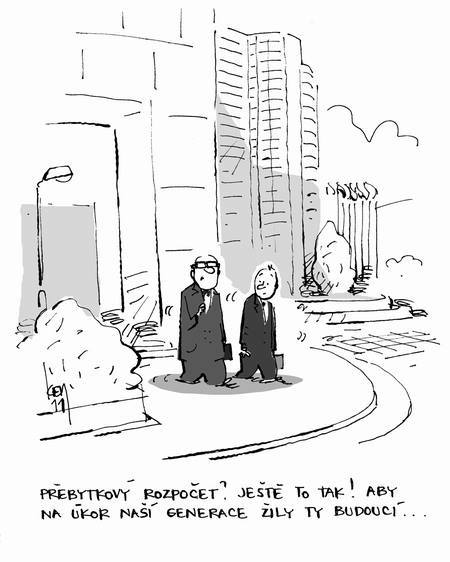 PŘEBYTKOVÝ ROZPOČET? JEŠTĚ TO TAK! ABY
NA ÚKOR NAŠÍ GENERACE ŽILY TY BUDOUCÍ...